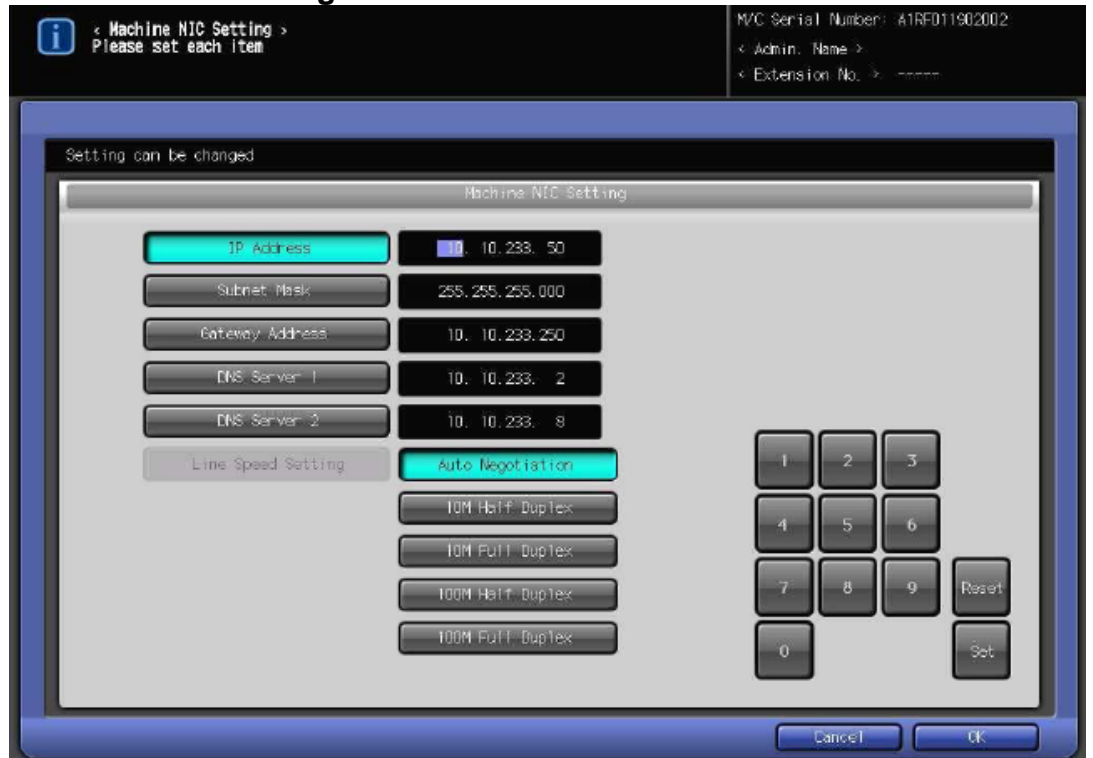 < Machine NIC Setting >
Please set each item
M/C Serial Number: A1RF011902002
< Admin. Name >
< Extension No. > -----
Setting can be changed
Machine NIC Setting
IP Address 10. 10.233. 50
Subnet Mask 255.255.255.000
Gateway Address 10. 10.233.250
DNS Server 1 10. 10.233. 2
DNS Server 2 10. 10.233. 8
Line Speed Setting Auto Negotiation
10M Half Duplex
10M Full Duplex
100M Half Duplex
100M Full Duplex
1 2 3
4 5 6
7 8 9 Reset
0 Set
Cancel OK